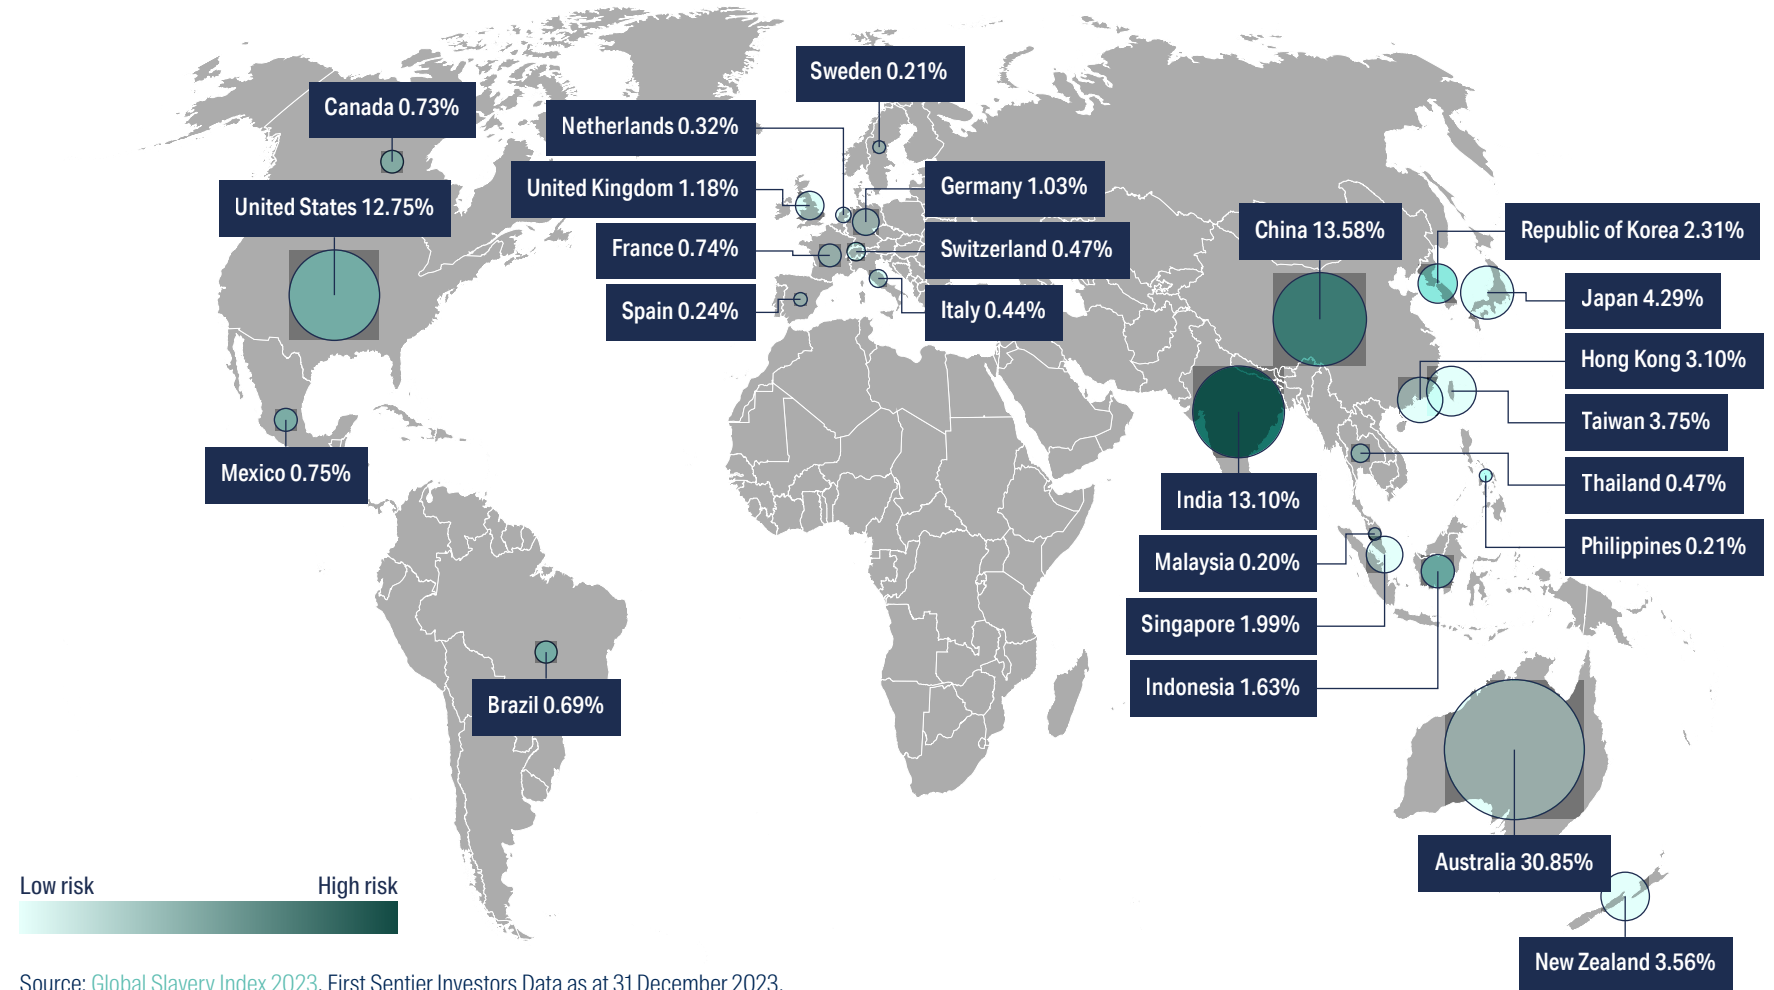 Sweden 0.21%
Canada 0.73%
Netherlands 0.32%
United Kingdom 1.18%
Germany 1.03%
United States 12.75%
China 13.58%
Republic of Korea 2.31%
France 0.74%
Switzerland 0.47%
Spain 0.24%
Italy 0.44%
Japan 4.29%
Hong Kong 3.10%
Taiwan 3.75%
Mexico 0.75%
Thailand 0.47%
India 13.10%
Philippines 0.21%
Malaysia 0.20%
Singapore 1.99%
Indonesia 1.63%
Brazil 0.69%
Australia 30.85%
Low risk
High risk
New Zealand 3.56%
Source: Global Slavery Index 2023. First Sentier Investors Data as at 31 December 2023.